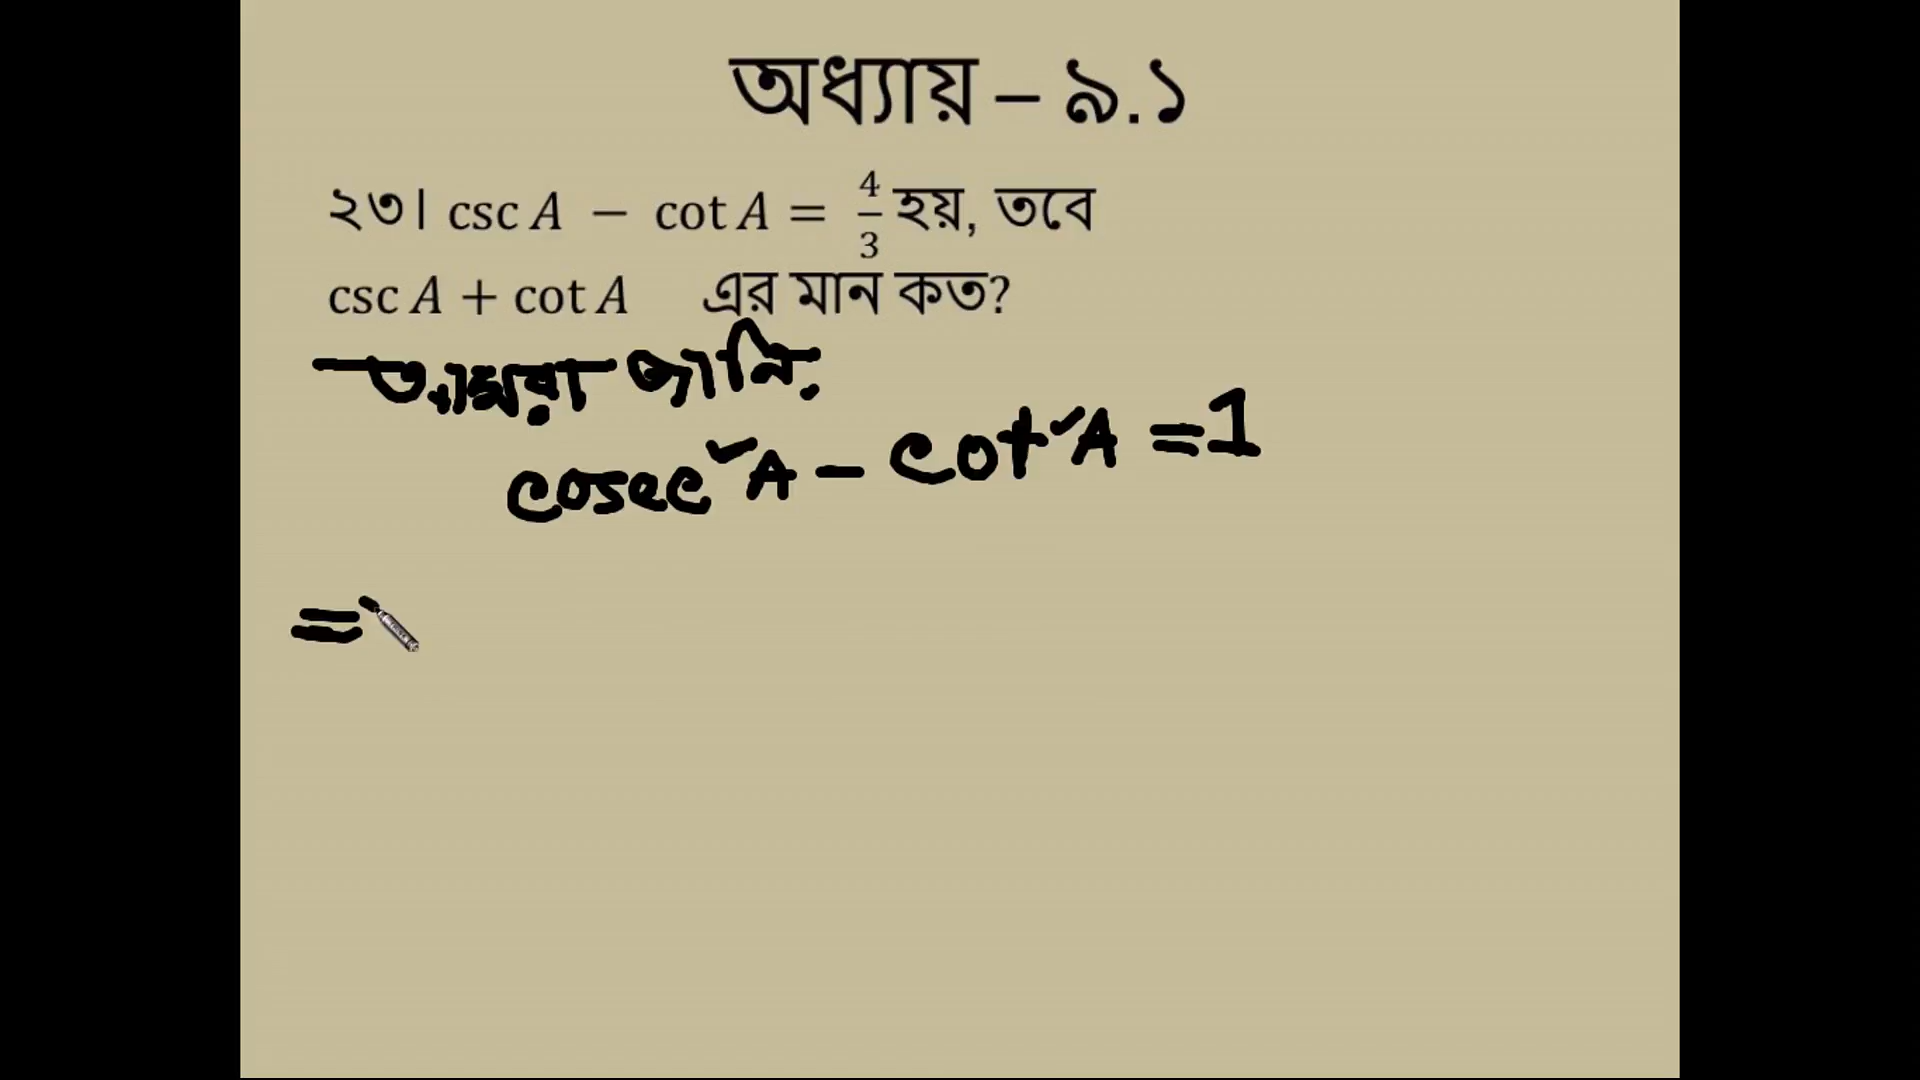 অধ্যায় – ৯.১
২৩। csc A − cot A = 4/3 হয়, তবে
csc A + cot A এর মান কত?
আমরা জানি,
cosec²A − cot²A = 1
=